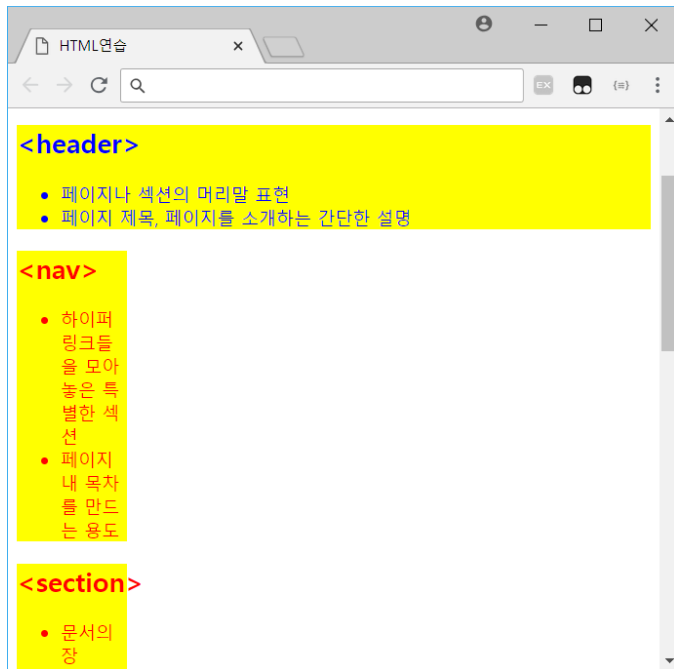 HTML연습
EX
{≡}
<header>
페이지나 섹션의 머리말 표현
페이지 제목, 페이지를 소개하는 간단한 설명
<nav>
하이퍼
링크들
을 모아
놓은 특
별한 섹
션
페이지
내 목차
를 만드
는 용도
<section>
문서의
장